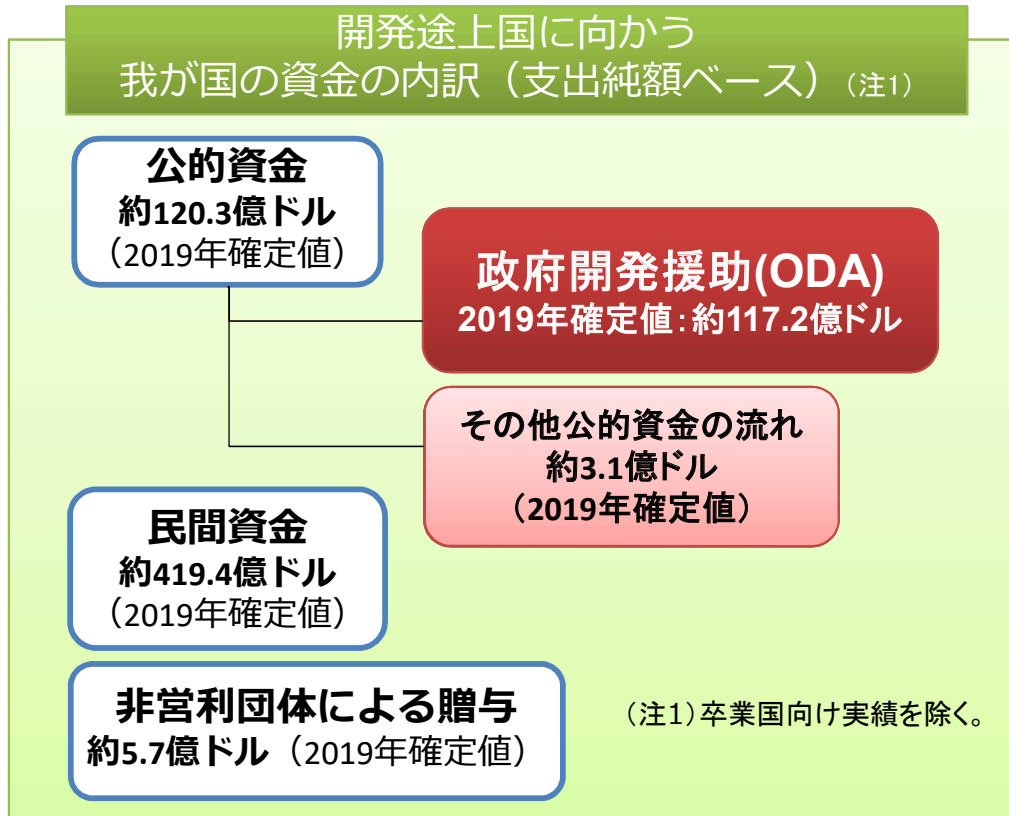 開発途上国に向かう
我が国の資金の内訳（支出純額ベース）（注1）
公的資金
約120.3億ドル
（2019年確定値）
政府開発援助(ODA)
2019年確定値：約117.2億ドル
その他公的資金の流れ
約3.1億ドル
（2019年確定値）
民間資金
約419.4億ドル
（2019年確定値）
非営利団体による贈与
約5.7億ドル（2019年確定値）
（注1）卒業国向け実績を除く。